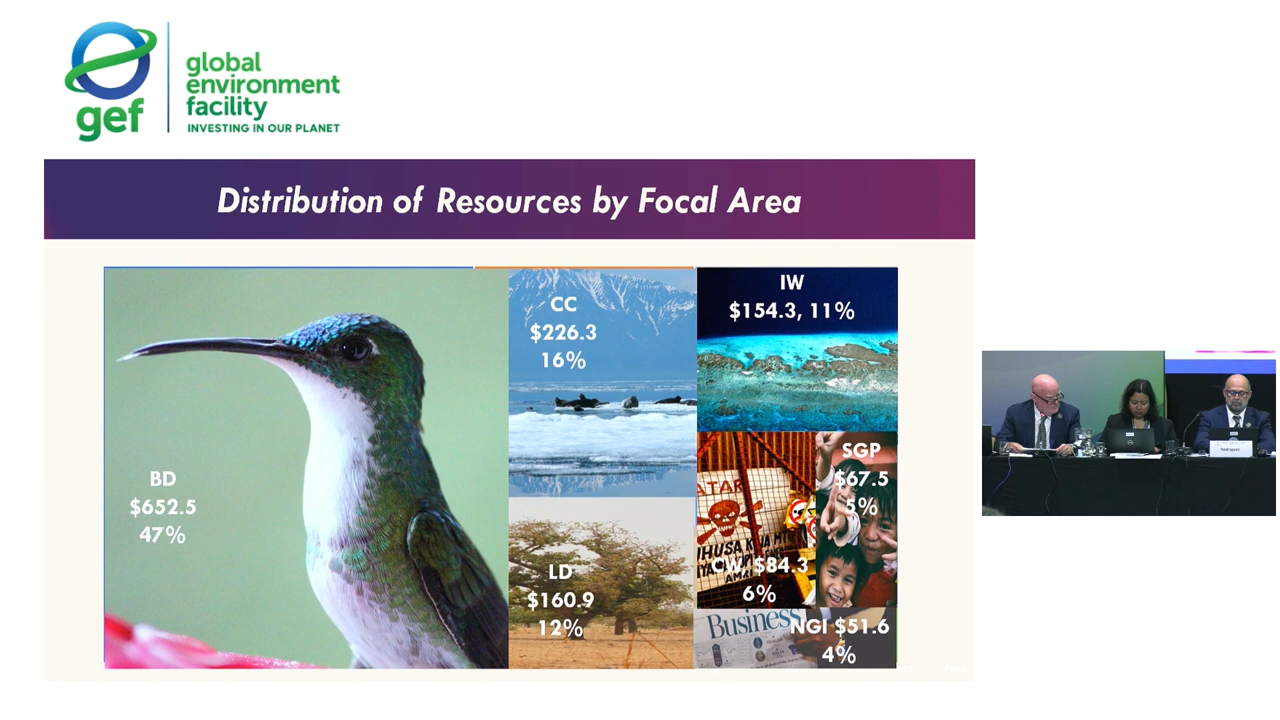 gef
global
environment
facility
INVESTING IN OUR PLANET
Distribution of Resources by Focal Area
BD
$652.5
47%
CC
$226.3
16%
LD
$160.9
12%
IW
$154.3, 11%
SGP
$67.5
5%
ATAR
CW, $84.3
6%
Business
NGI $51.6
4%
Rodriguez